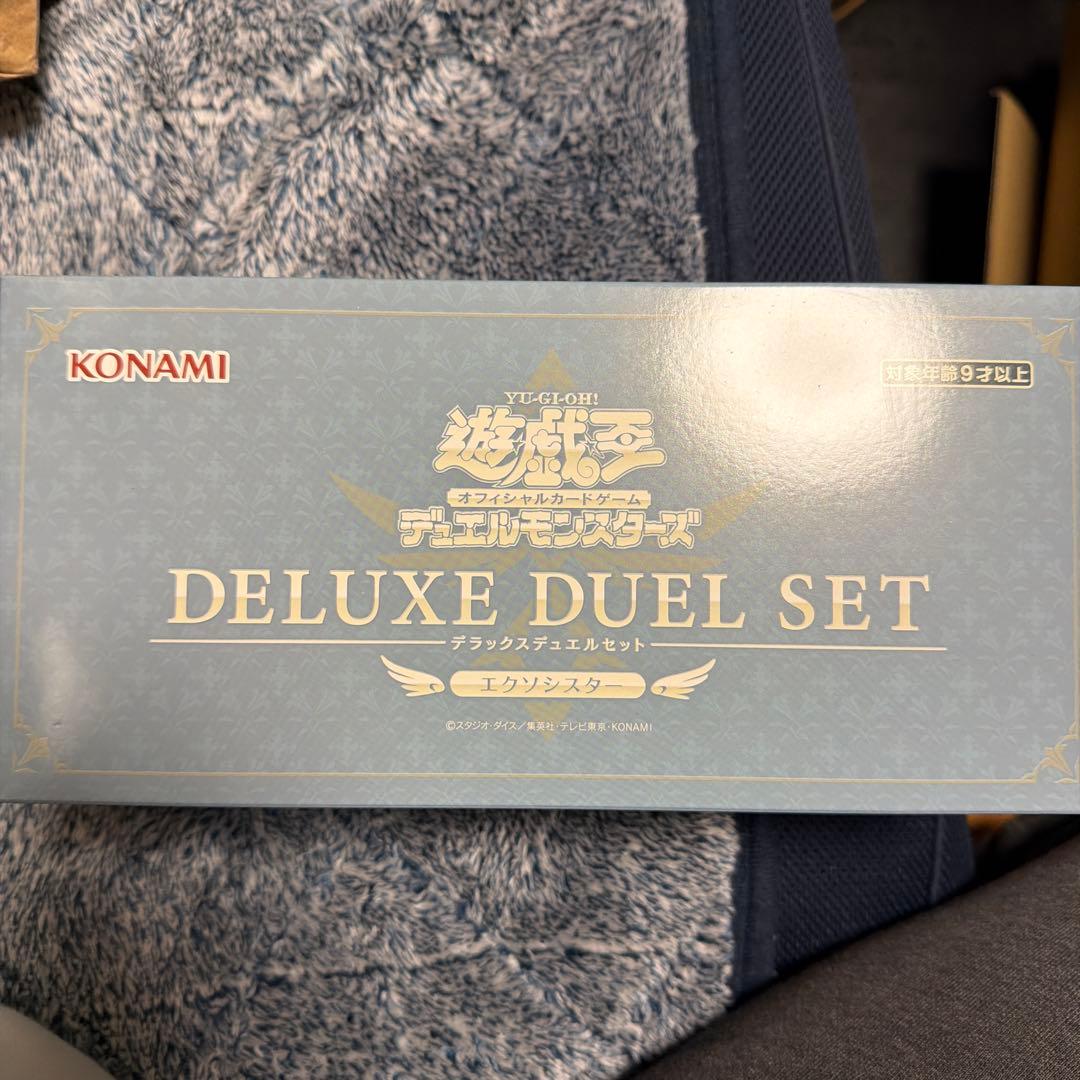 KONAMI
対象年齢9才以上
YU-GI-OH!
遊戯王
オフィシャルカードゲーム
デュエルモンスターズ
DELUXE DUEL SET
デラックスデュエルセット
エクソシスター
©スタジオ・ダイス／集英社・テレビ東京・KONAMI